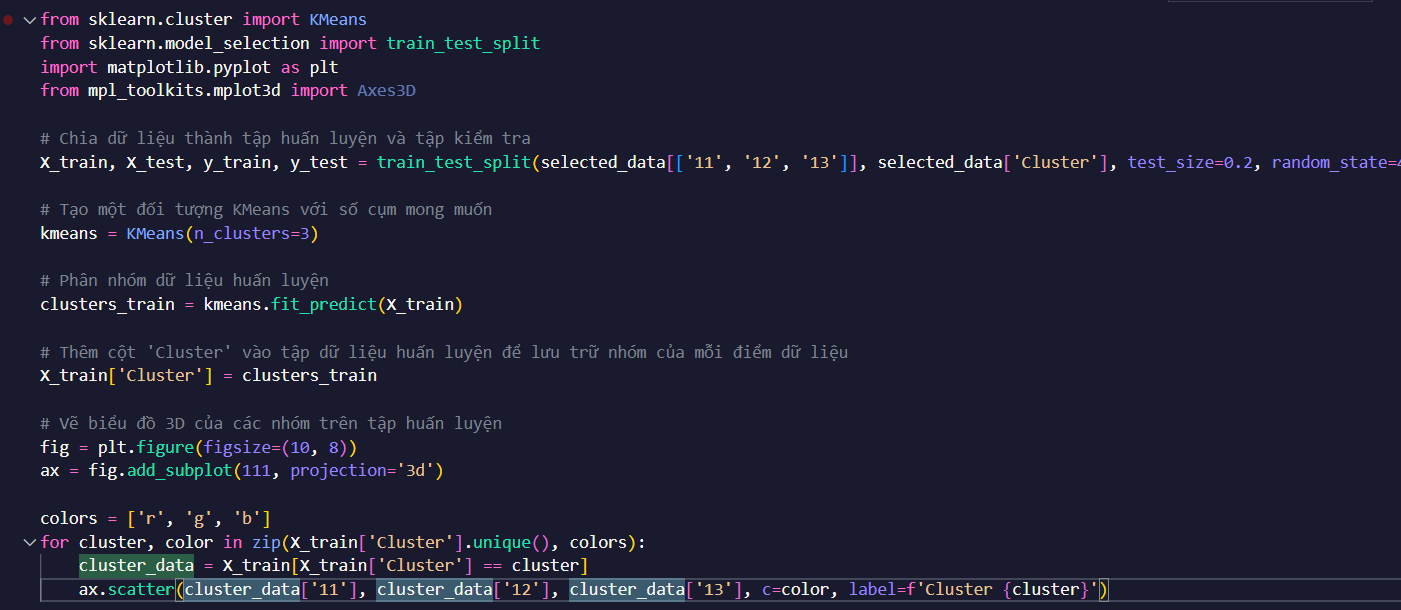 from sklearn.cluster import KMeans
from sklearn.model_selection import train_test_split
import matplotlib.pyplot as plt
from mpl_toolkits.mplot3d import Axes3D

# Chia dữ liệu thành tập huấn luyện và tập kiểm tra
X_train, X_test, y_train, y_test = train_test_split(selected_data[['11', '12', '13']], selected_data['Cluster'], test_size=0.2, random_state=

# Tạo một đối tượng KMeans với số cụm mong muốn
kmeans = KMeans(n_clusters=3)

# Phân nhóm dữ liệu huấn luyện
clusters_train = kmeans.fit_predict(X_train)

# Thêm cột 'Cluster' vào tập dữ liệu huấn luyện để lưu trữ nhóm của mỗi điểm dữ liệu
X_train['Cluster'] = clusters_train

# Vẽ biểu đồ 3D của các nhóm trên tập huấn luyện
fig = plt.figure(figsize=(10, 8))
ax = fig.add_subplot(111, projection='3d')

colors = ['r', 'g', 'b']
for cluster, color in zip(X_train['Cluster'].unique(), colors):
    cluster_data = X_train[X_train['Cluster'] == cluster]
    ax.scatter(cluster_data['11'], cluster_data['12'], cluster_data['13'], c=color, label=f'Cluster {cluster}')